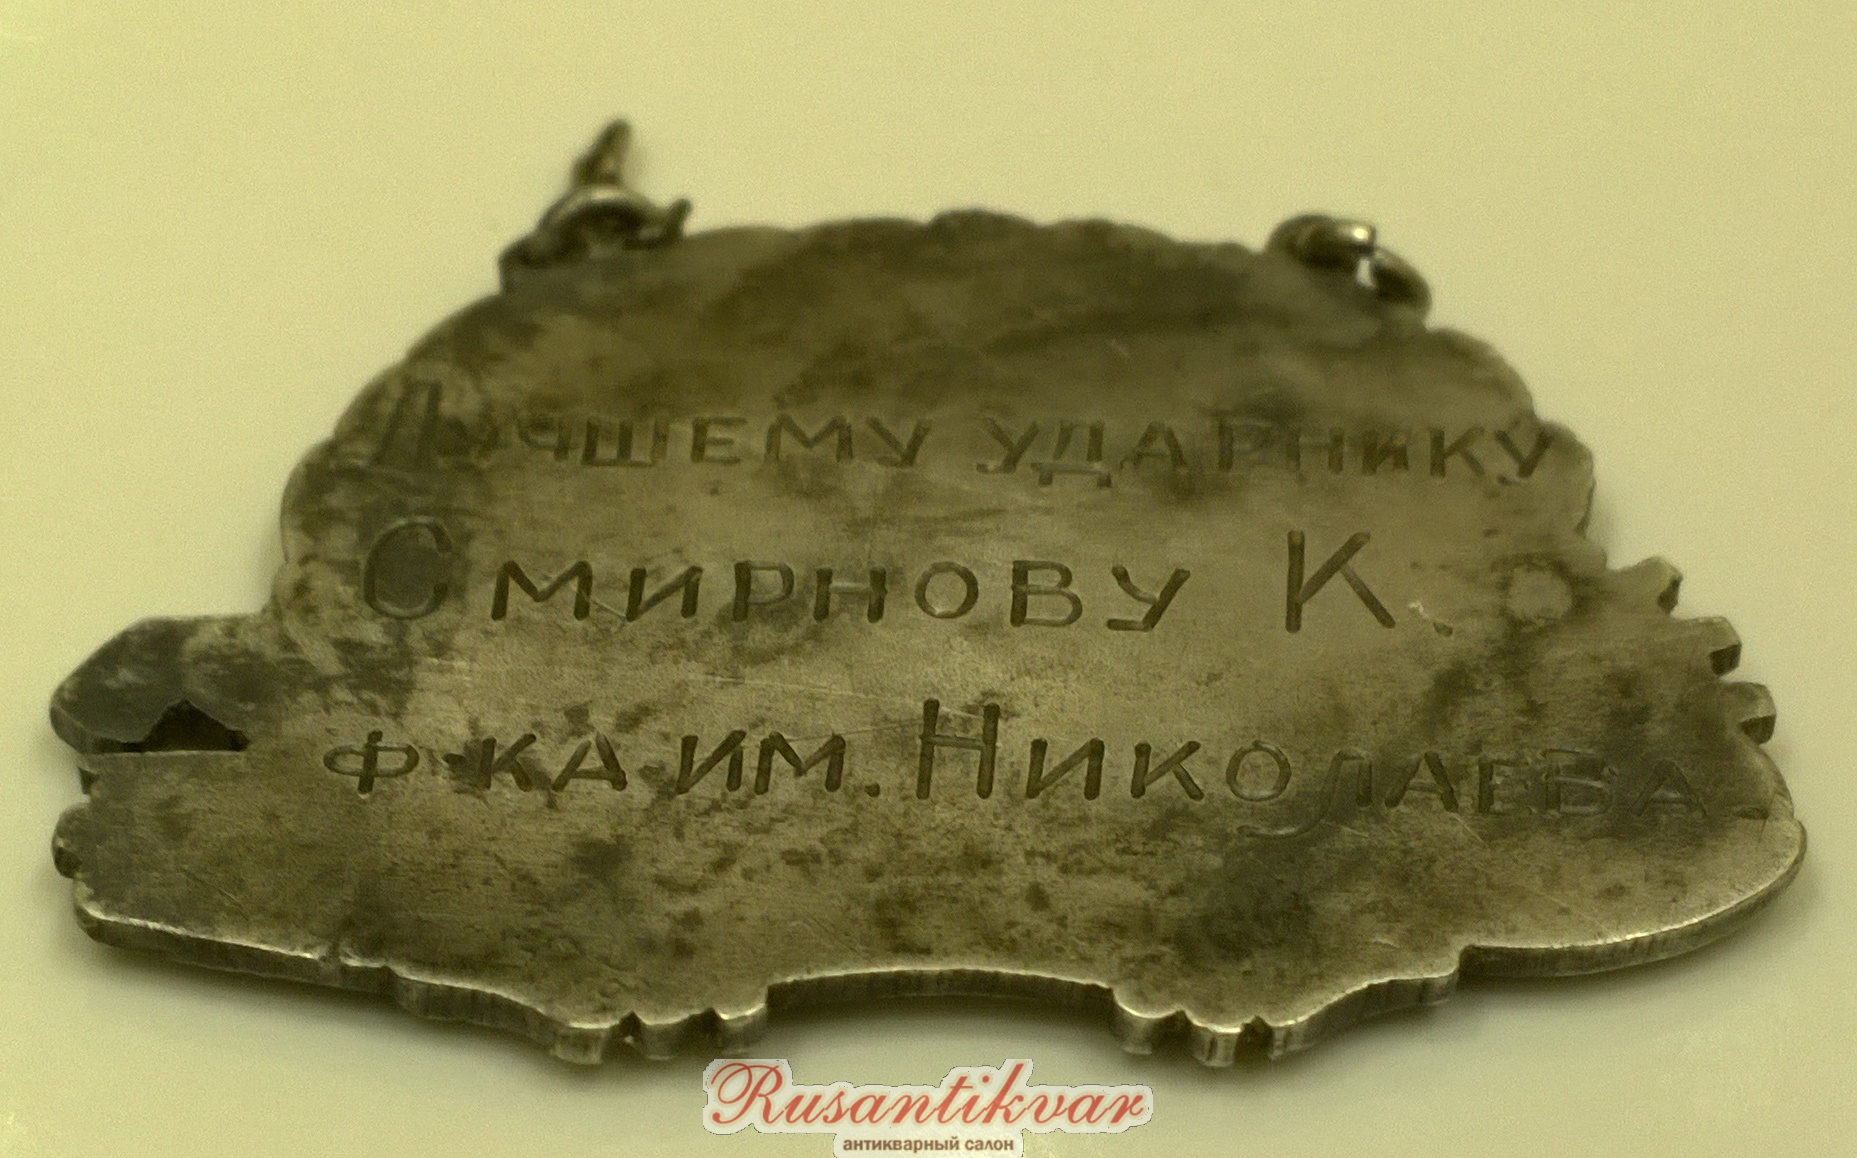 Лучшему ударнику
Смирнову К.
ф-ка им. Николаева
Rusantikvar
антикварный салон